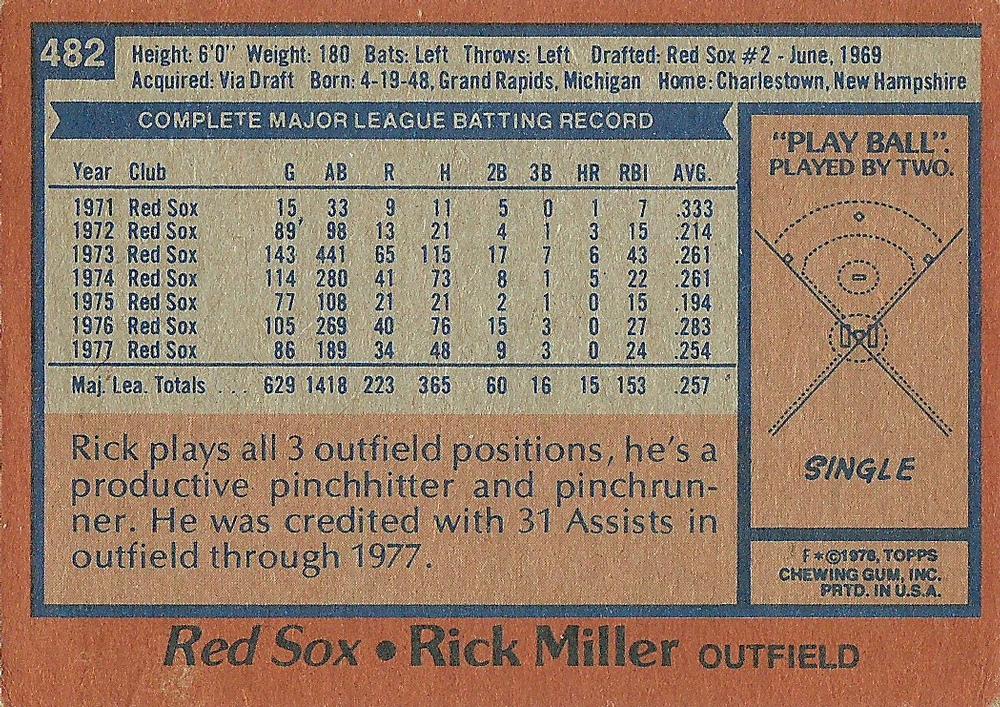 482
Height: 6'0" Weight: 180 Bats: Left Throws: Left Drafted: Red Sox #2 - June, 1969
Acquired: Via Draft Born: 4-19-48, Grand Rapids, Michigan Home: Charlestown, New Hampshire
COMPLETE MAJOR LEAGUE BATTING RECORD
Year Club G AB R H 2B 3B HR RBI AVG.
1971 Red Sox 15 33 9 11 5 0 1 7 .333
1972 Red Sox 89 98 13 21 4 1 3 15 .214
1973 Red Sox 143 441 65 115 17 7 6 43 .261
1974 Red Sox 114 280 41 73 8 1 5 22 .261
1975 Red Sox 77 108 21 21 2 1 0 15 .194
1976 Red Sox 105 269 40 76 15 3 0 27 .283
1977 Red Sox 86 189 34 48 9 3 0 24 .254
Maj. Lea. Totals . . . 629 1418 223 365 60 16 15 153 .257
Rick plays all 3 outfield positions, he's a
productive pinchhitter and pinchrun-
ner. He was credited with 31 Assists in
outfield through 1977.
"PLAY BALL".
PLAYED BY TWO.
SINGLE
F*©1978, TOPPS
CHEWING GUM, INC.
PRTD. IN U.S.A.
Red Sox • Rick Miller OUTFIELD